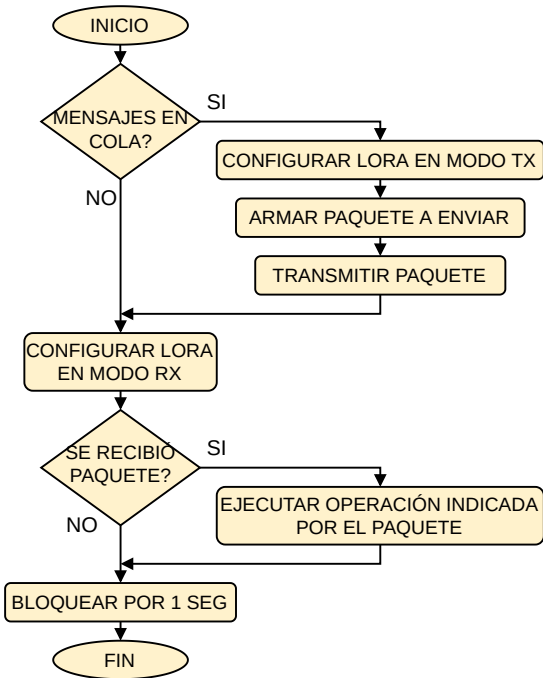 INICIO
MENSAJES EN
COLA?
SI
CONFIGURAR LORA EN MODO TX
ARMAR PAQUETE A ENVIAR
TRANSMITIR PAQUETE
NO
CONFIGURAR LORA
EN MODO RX
SE RECIBIÓ
PAQUETE?
SI
EJECUTAR OPERACIÓN INDICADA
POR EL PAQUETE
NO
BLOQUEAR POR 1 SEG
FIN